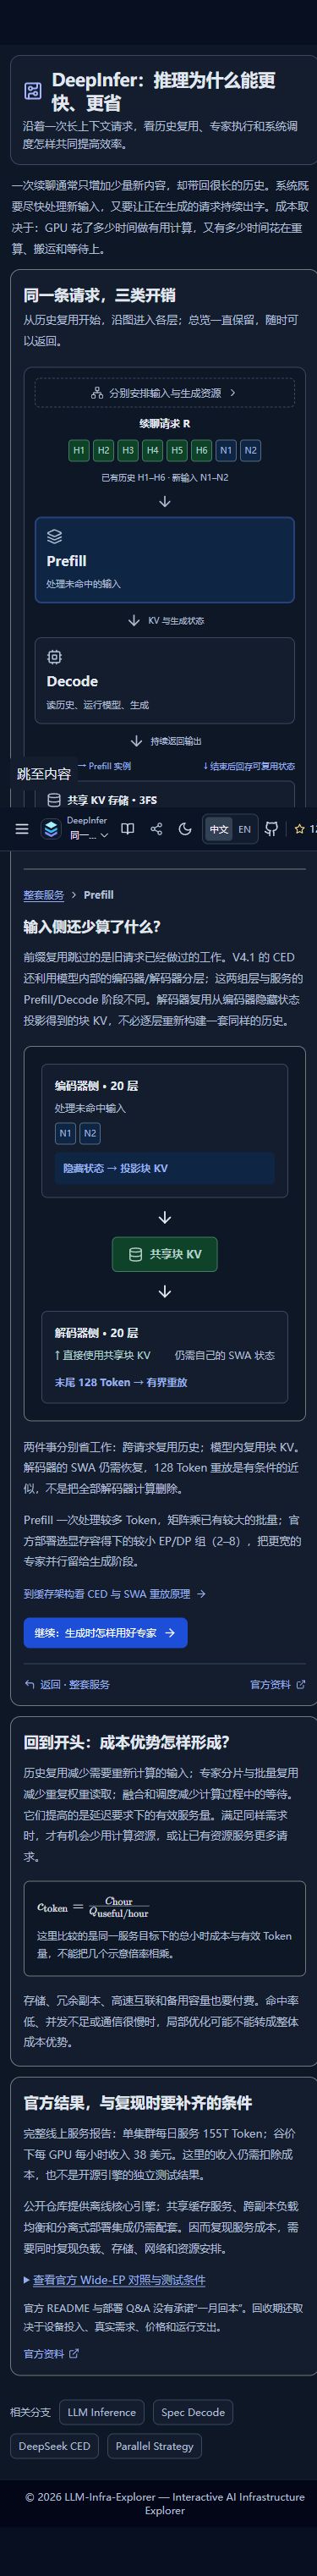 DeepInfer：推理为什么能更
快、更省
沿着一次长上下文请求，看历史复用、专家执行和系统调
度怎样共同提高效率。
一次续聊通常只增加少量新内容，却带回很长的历史。系统既
要尽快处理新输入，又要让正在生成的请求持续出字。成本取
决于：GPU 花了多少时间做有用计算，又有多少时间花在重
算、搬运和等待上。
同一条请求，三类开销
从历史复用开始，沿图进入各层；总览一直保留，随时可
以返回。
分别安排输入与生成资源
续聊请求 R
H1 H2 H3 H4 H5 H6 N1 N2
已有历史 H1–H6 · 新输入 N1–N2
Prefill
处理未命中的输入
KV 与生成状态
Decode
读历史、运行模型、生成
持续返回输出
→ Prefill 实例
↓ 结束后回存可复用状态
跳至内容
共享 KV 存储 · 3FS
DeepInfer
同一...
中文 EN
整套服务 > Prefill
输入侧还少算了什么？
前缀复用跳过的是旧请求已经做过的工作。V4.1 的 CED
还利用模型内部的编码器/解码器分层；这两组层与服务的
Prefill/Decode 阶段不同。解码器复用从编码器隐藏状态
投影得到的块 KV，不必逐层重新构建一套同样的历史。
编码器侧 · 20 层
处理未命中输入
N1 N2
隐藏状态 → 投影块 KV
共享块 KV
解码器侧 · 20 层
↑ 直接使用共享块 KV 仍需自己的 SWA 状态
末尾 128 Token → 有界重放
两件事分别省工作：跨请求复用历史；模型内复用块 KV。
解码器的 SWA 仍需恢复，128 Token 重放是有条件的近
似，不是把全部解码器计算删除。
Prefill 一次处理较多 Token，矩阵乘已有较大的批量；官
方部署选显存容得下的较小 EP/DP 组（2–8），把更宽的
专家并行留给生成阶段。
到缓存架构看 CED 与 SWA 重放原理 →
继续：生成时怎样用好专家 →
返回 · 整套服务
官方资料
回到开头：成本优势怎样形成？
历史复用减少需要重新计算的输入；专家分片与批量复用
减少重复权重读取；融合和调度减少计算过程中的等待。
它们提高的是延迟要求下的有效服务量。满足同样需求
时，才有机会少用计算资源，或让已有资源服务更多请
求。
c_token = C_hour / Q_useful/hour
这里比较的是同一服务目标下的总小时成本与有效 Token
量，不能把几个示意倍率相乘。
存储、冗余副本、高速互联和备用容量也要付费。命中率
低、并发不足或通信很慢时，局部优化可能不能转成整体
成本优势。
官方结果，与复现时要补齐的条件
完整线上服务报告：单集群每日服务 155T Token；谷价
下每 GPU 每小时收入 38 美元。这里的收入仍需扣除成
本，也不是开源引擎的独立测试结果。
公开仓库提供离线核心引擎；共享缓存服务、跨副本负载
均衡和分离式部署集成仍需配套。因而复现服务成本，需
要同时复现负载、存储、网络和资源安排。
▸ 查看官方 Wide-EP 对照与测试条件
官方 README 与部署 Q&A 没有承诺“一月回本”。回收期还取
决于设备投入、真实需求、价格和运行支出。
官方资料
相关分支 LLM Inference Spec Decode
DeepSeek CED Parallel Strategy
© 2026 LLM-Infra-Explorer — Interactive AI Infrastructure
Explorer